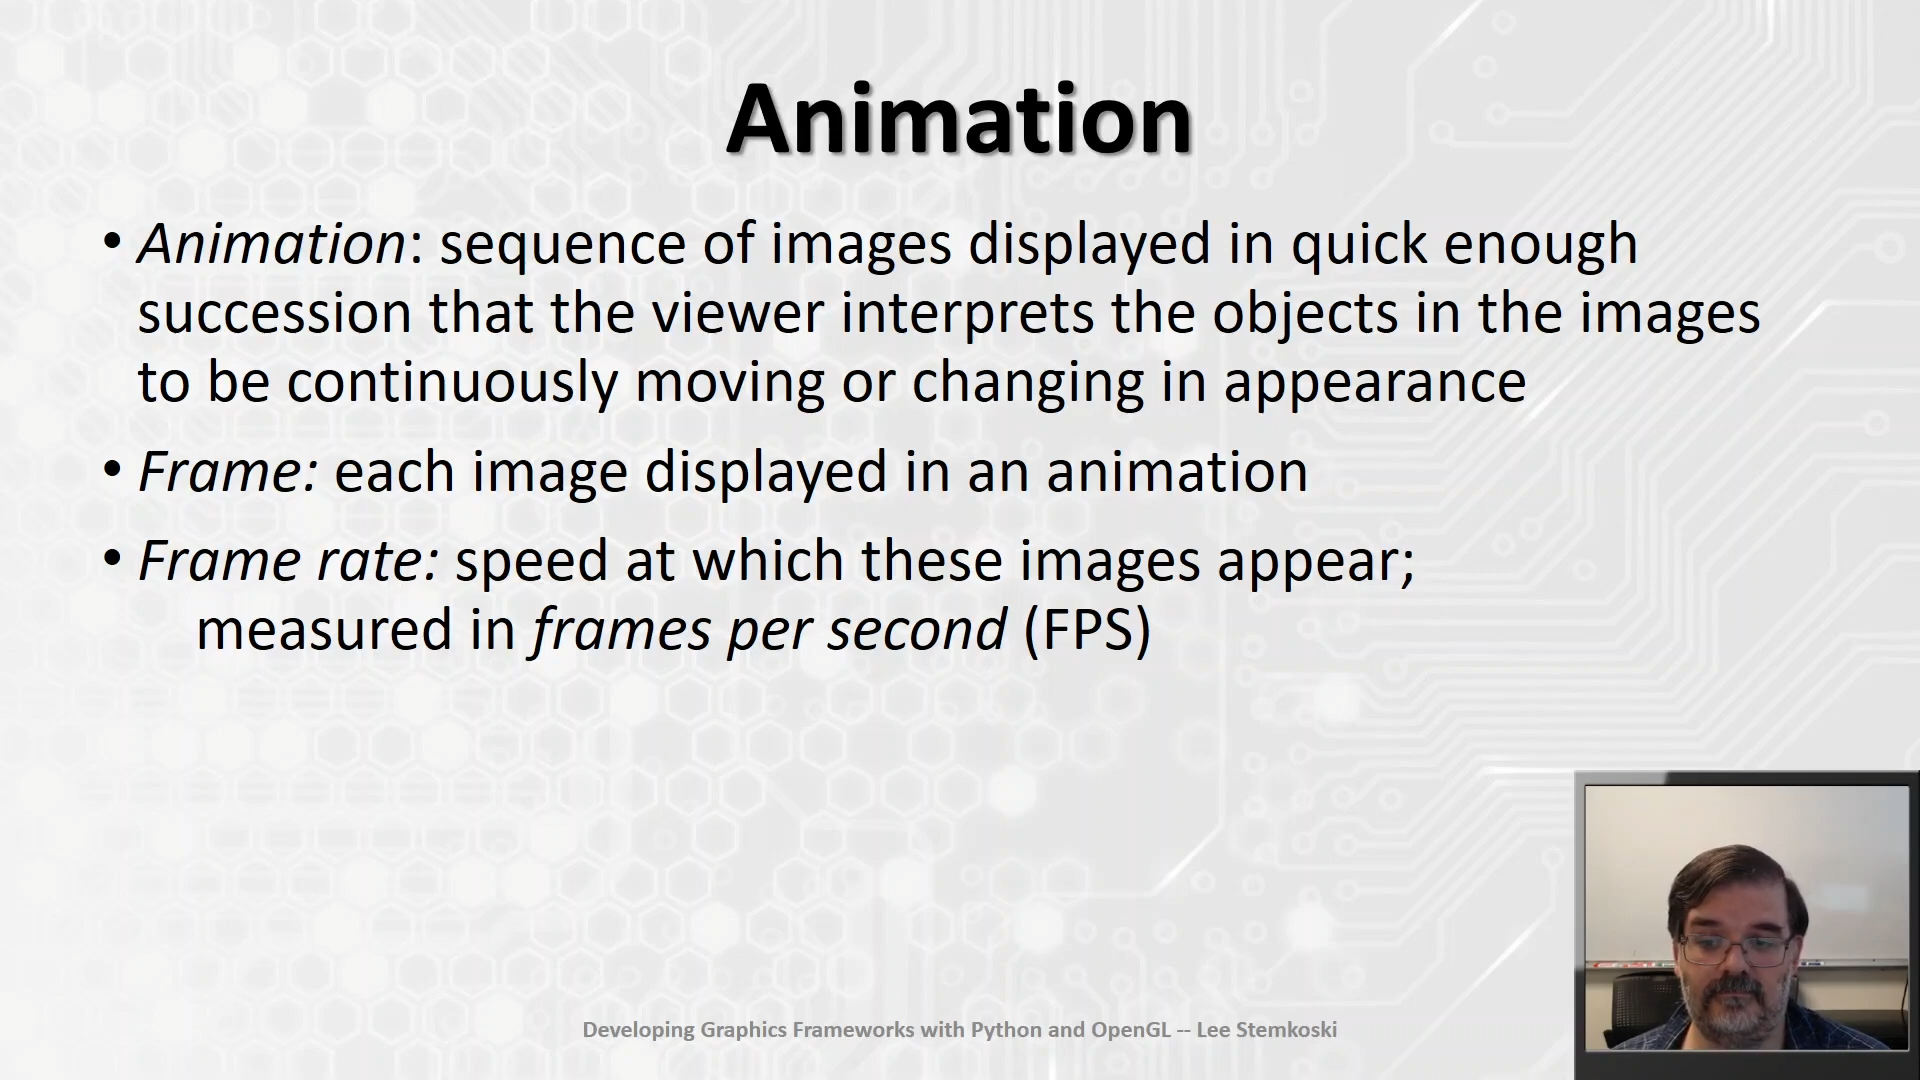 Animation
• Animation: sequence of images displayed in quick enough
succession that the viewer interprets the objects in the images
to be continuously moving or changing in appearance
• Frame: each image displayed in an animation
• Frame rate: speed at which these images appear;
measured in frames per second (FPS)
Developing Graphics Frameworks with Python and OpenGL -- Lee Stemkoski